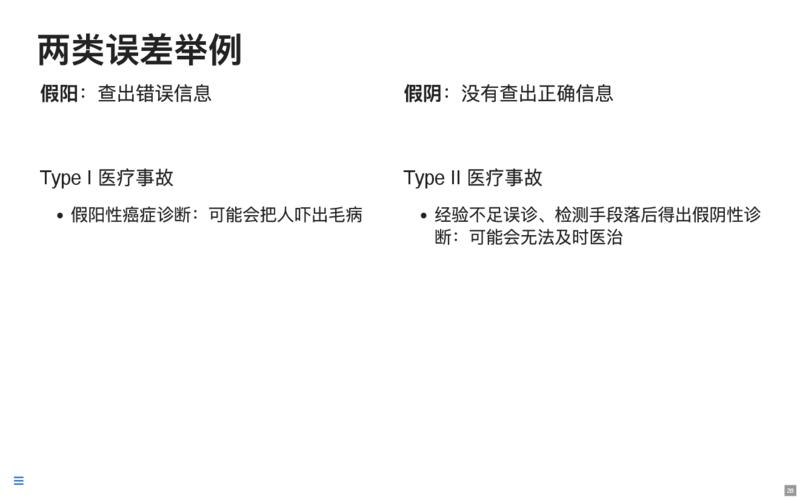 两类误差举例
假阳：查出错误信息
Type I 医疗事故
• 假阳性癌症诊断：可能会把人吓出毛病
假阴：没有查出正确信息
Type II 医疗事故
• 经验不足误诊、检测手段落后得出假阴性诊
断：可能会无法及时医治
28